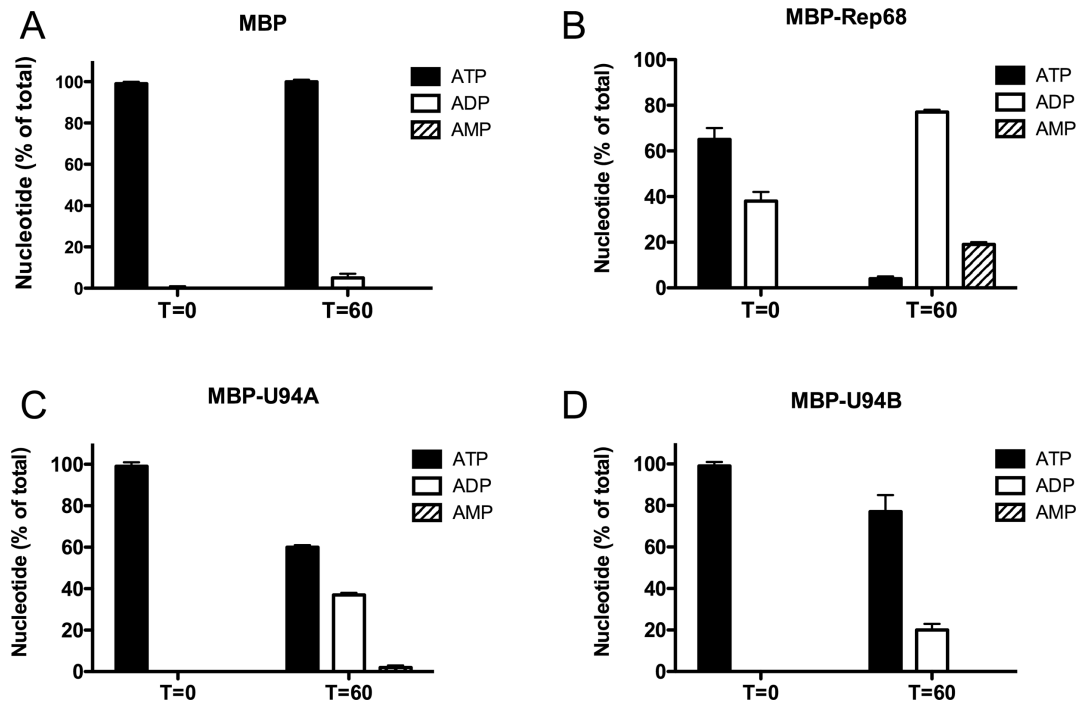 A
MBP
Nucleotide (% of total)
100
80
60
40
20
0
T=0
T=60
ATP
ADP
AMP
B
MBP-Rep68
Nucleotide (% of total)
100
80
60
40
20
0
T=0
T=60
ATP
ADP
AMP
C
MBP-U94A
Nucleotide (% of total)
100
80
60
40
20
0
T=0
T=60
ATP
ADP
AMP
D
MBP-U94B
Nucleotide (% of total)
100
80
60
40
20
0
T=0
T=60
ATP
ADP
AMP